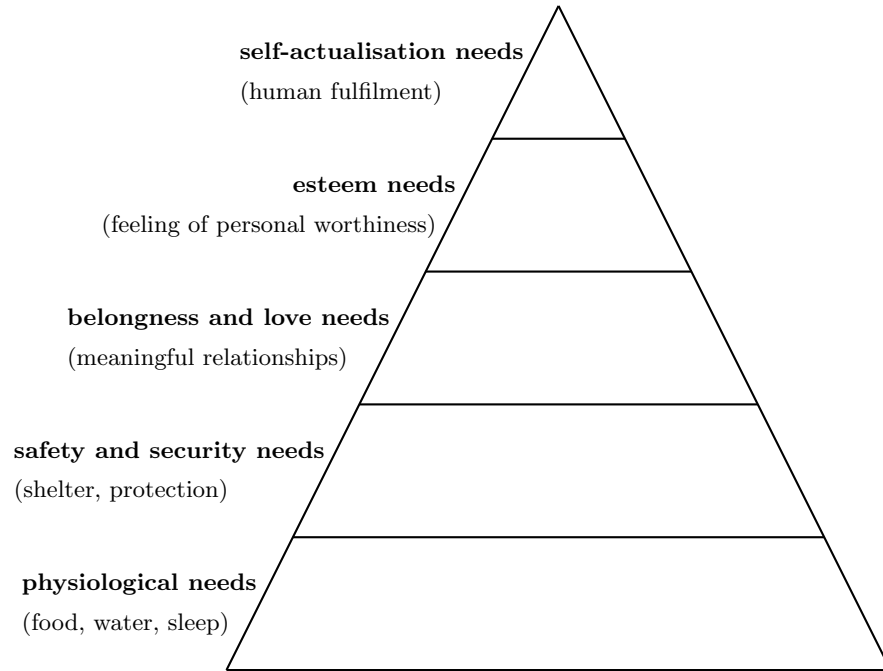 self-actualisation needs
(human fulfilment)
esteem needs
(feeling of personal worthiness)
belongness and love needs
(meaningful relationships)
safety and security needs
(shelter, protection)
physiological needs
(food, water, sleep)